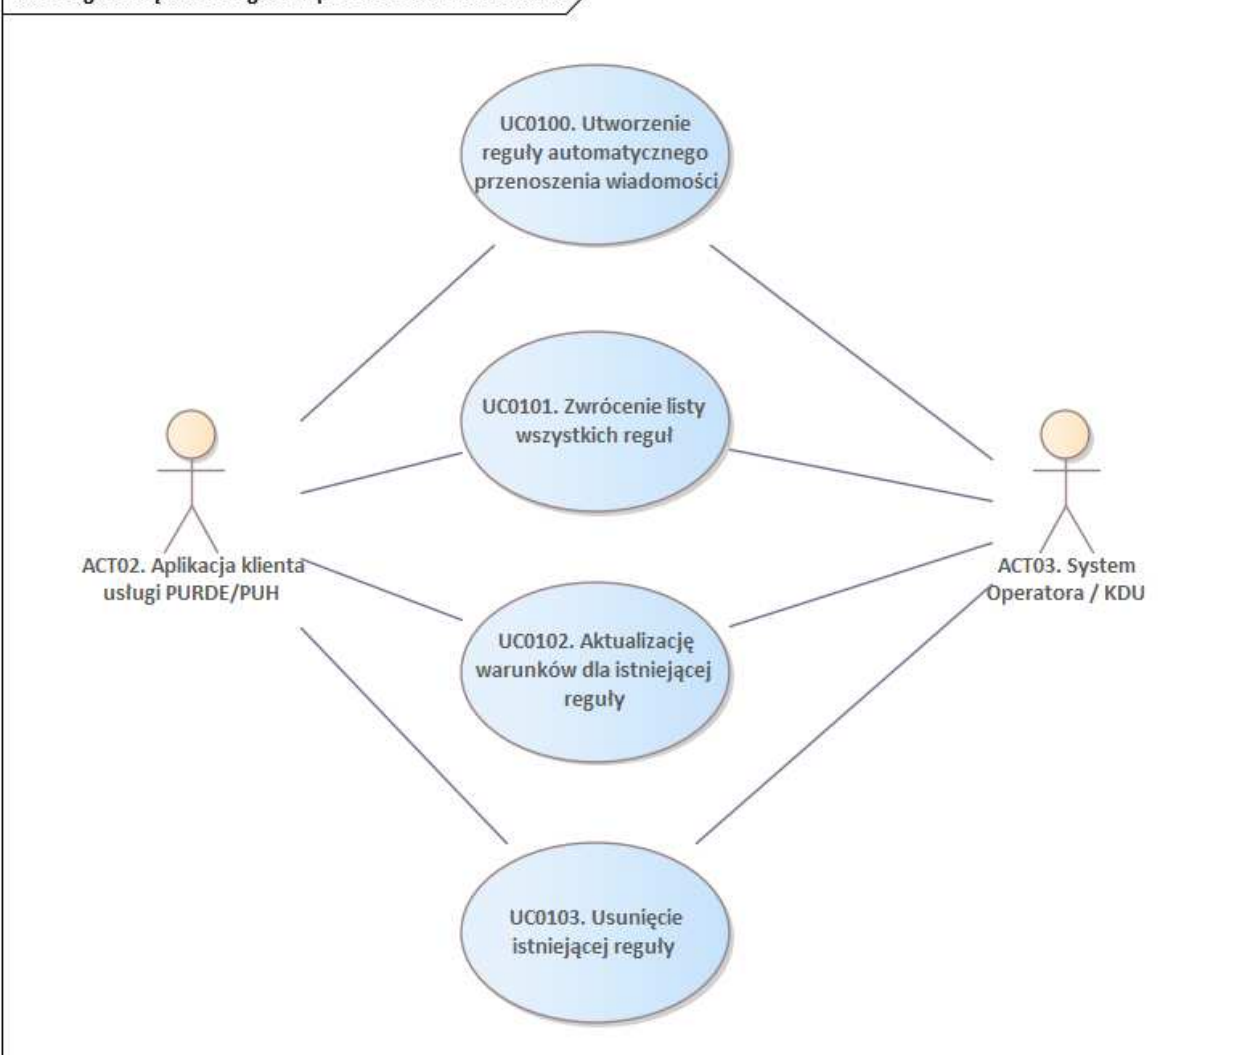 UC0100. Utworzenie
reguły automatycznego
przenoszenia wiadomości
UC0101. Zwrócenie listy
wszystkich reguł
ACT02. Aplikacja klienta
usługi PURDE/PUH
ACT03. System
Operatora / KDU
UC0102. Aktualizację
warunków dla istniejącej
reguły
UC0103. Usunięcie
istniejącej reguły